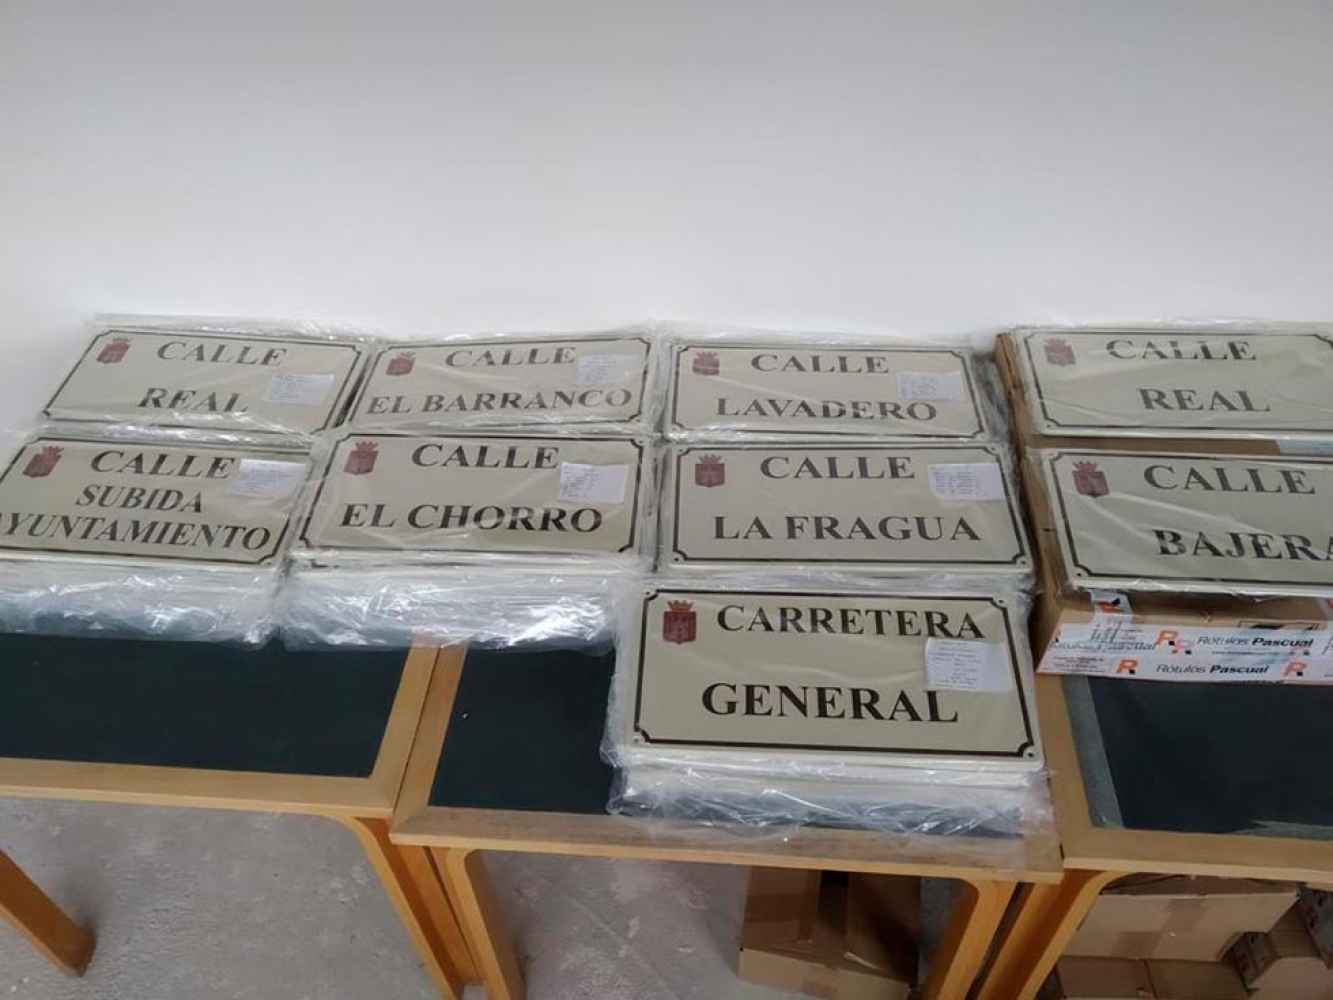 CALLE
REAL
CALLE
EL BARRANCO
CALLE
LAVADERO
CALLE
REAL
CALLE
SUBIDA
AYUNTAMIENTO
CALLE
EL CHORRO
CALLE
LA FRAGUA
CALLE
BAJERA
CARRETERA
GENERAL
Rótulos Pascual
R Rótulos Pascual R